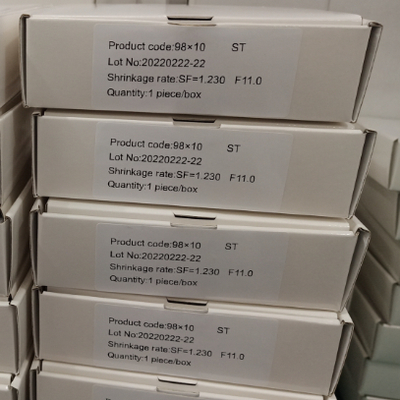 Product code:98×10 ST
Lot No:20220222-22
Shrinkage rate:SF=1.230 F11.0
Quantity:1 piece/box
Product code:98×10 ST
Lot No:20220222-22
Shrinkage rate:SF=1.230 F11.0
Quantity:1 piece/box
Product code:98×10 ST
Lot No:20220222-22
Shrinkage rate:SF=1.230 F11.0
Quantity:1 piece/box
Product code:98×10 ST
Lot No:20220222-22
Shrinkage rate:SF=1.230 F11.0
Quantity:1 piece/box